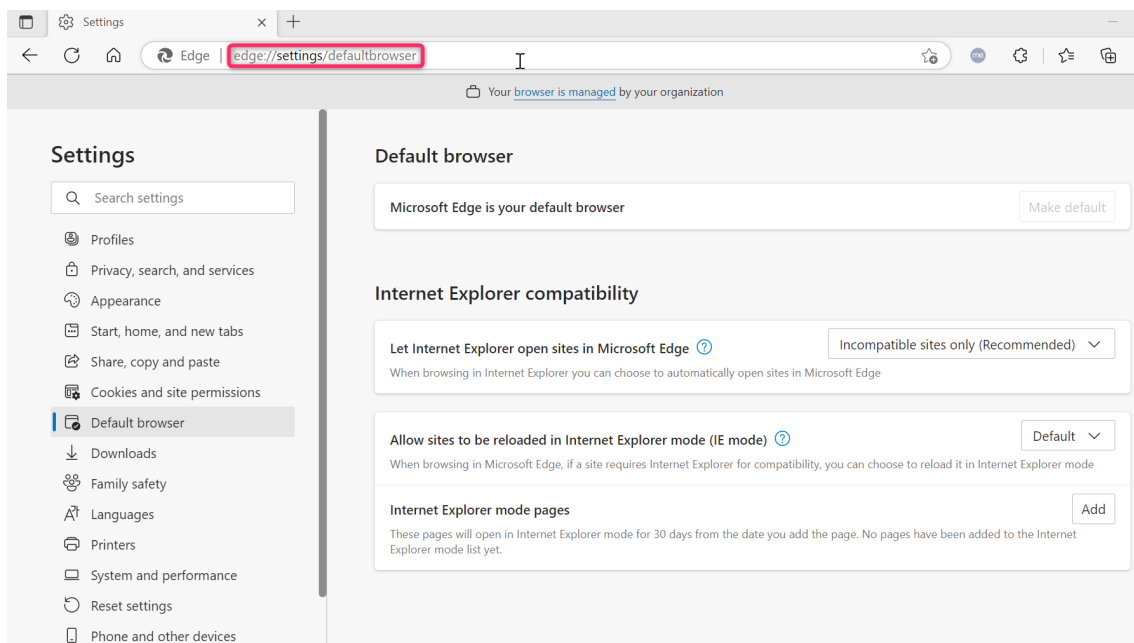 Settings
Edge | edge://settings/defaultbrowser
me
Your browser is managed by your organization
Settings
Search settings
Profiles
Privacy, search, and services
Appearance
Start, home, and new tabs
Share, copy and paste
Cookies and site permissions
Default browser
Downloads
Family safety
Languages
Printers
System and performance
Reset settings
Phone and other devices
Default browser
Microsoft Edge is your default browser
Make default
Internet Explorer compatibility
Let Internet Explorer open sites in Microsoft Edge
Incompatible sites only (Recommended)
When browsing in Internet Explorer you can choose to automatically open sites in Microsoft Edge
Allow sites to be reloaded in Internet Explorer mode (IE mode)
Default
When browsing in Microsoft Edge, if a site requires Internet Explorer for compatibility, you can choose to reload it in Internet Explorer mode
Internet Explorer mode pages
Add
These pages will open in Internet Explorer mode for 30 days from the date you add the page. No pages have been added to the Internet
Explorer mode list yet.